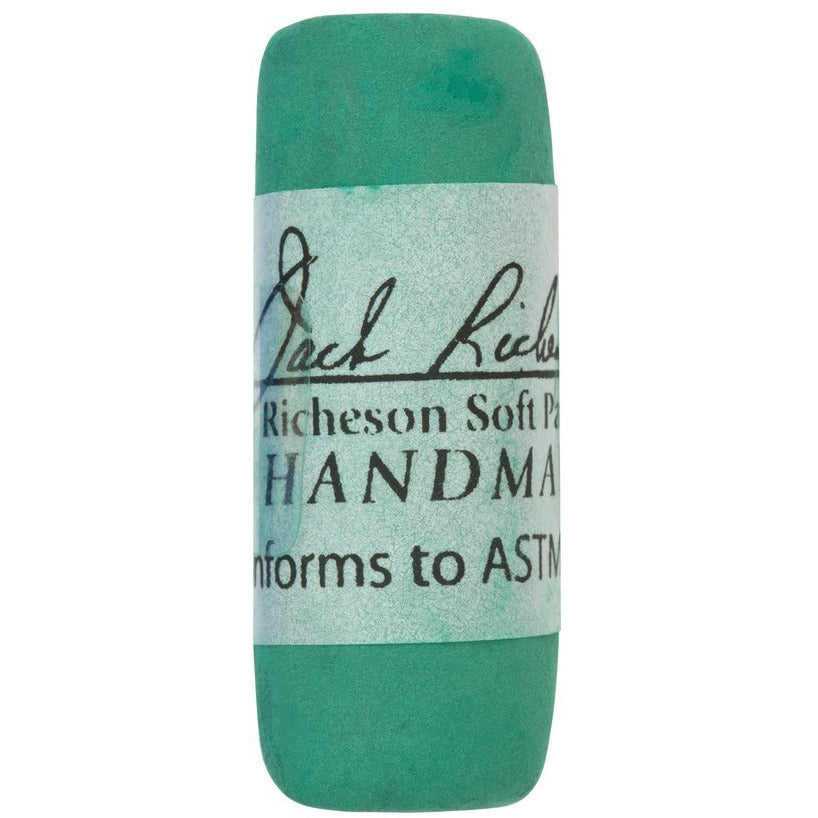 Jack Riche
Richeson Soft Pa
HANDMA
nforms to ASTM